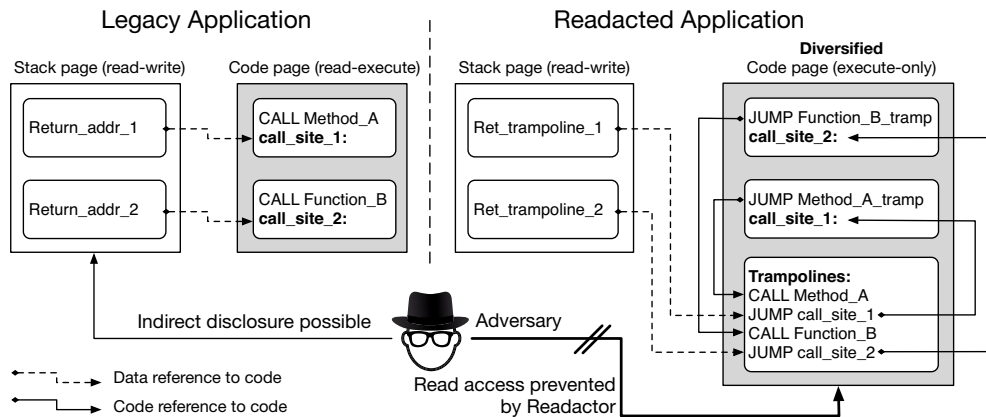 Legacy Application
Readacted Application
Stack page (read-write)
Code page (read-execute)
Return_addr_1
Return_addr_2
CALL Method_A
call_site_1:
CALL Function_B
call_site_2:
Stack page (read-write)
Diversified
Code page (execute-only)
Ret_trampoline_1
Ret_trampoline_2
JUMP Function_B_tramp
call_site_2:
JUMP Method_A_tramp
call_site_1:
Trampolines:
CALL Method_A
JUMP call_site_1
CALL Function_B
JUMP call_site_2
Indirect disclosure possible
Adversary
Read access prevented
by Readactor
Data reference to code
Code reference to code